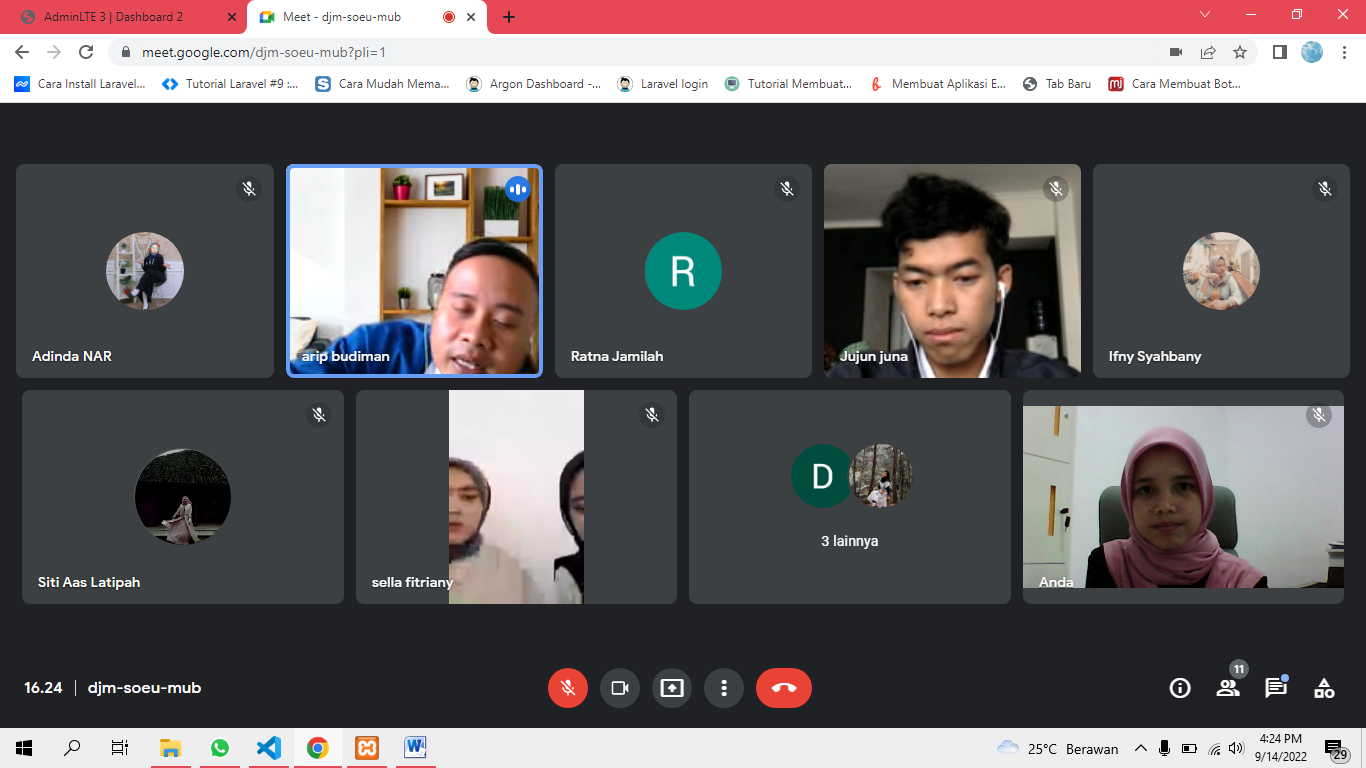 AdminLTE 3 | Dashboard 2
Meet - djm-soeu-mub
meet.google.com/djm-soeu-mub?pli=1
Cara Install Laravel...
Tutorial Laravel #9 :...
Cara Mudah Mema...
Argon Dashboard -...
Laravel login
Tutorial Membuat...
Membuat Aplikasi E...
Tab Baru
Cara Membuat Bot...
Adinda NAR
arip budiman
R
Ratna Jamilah
Jujun juna
Ifny Syahbany
Siti Aas Latipah
sella fitriany
D
3 lainnya
Anda
16.24 | djm-soeu-mub
11
25°C Berawan
4:24 PM
9/14/2022
29